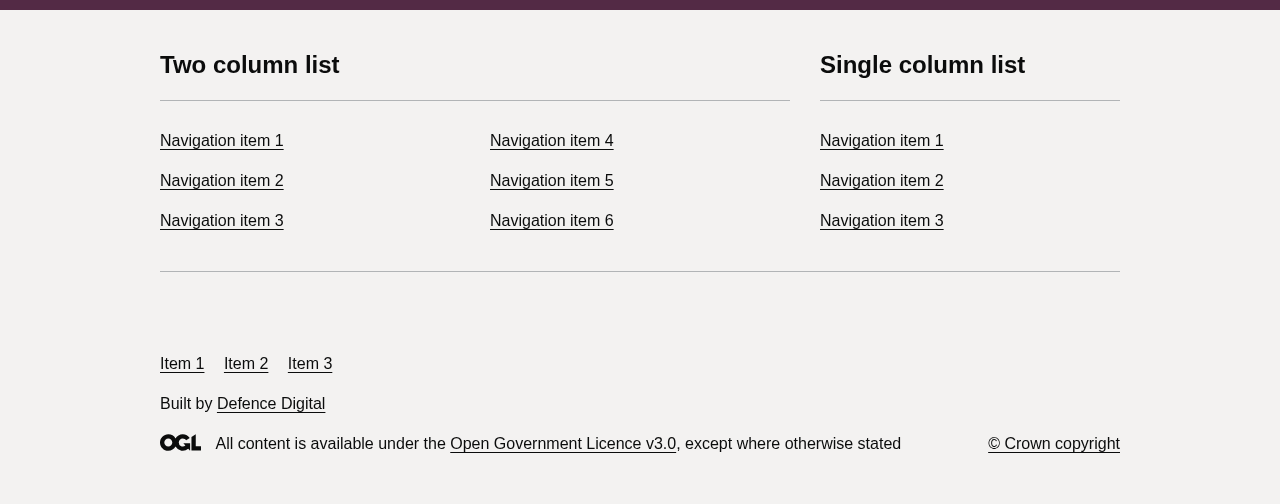 Two column list
Navigation item 1
Navigation item 2
Navigation item 3
Navigation item 4
Navigation item 5
Navigation item 6
Single column list
Navigation item 1
Navigation item 2
Navigation item 3
Item 1 Item 2 Item 3
Built by Defence Digital
OGL All content is available under the Open Government Licence v3.0, except where otherwise stated
© Crown copyright